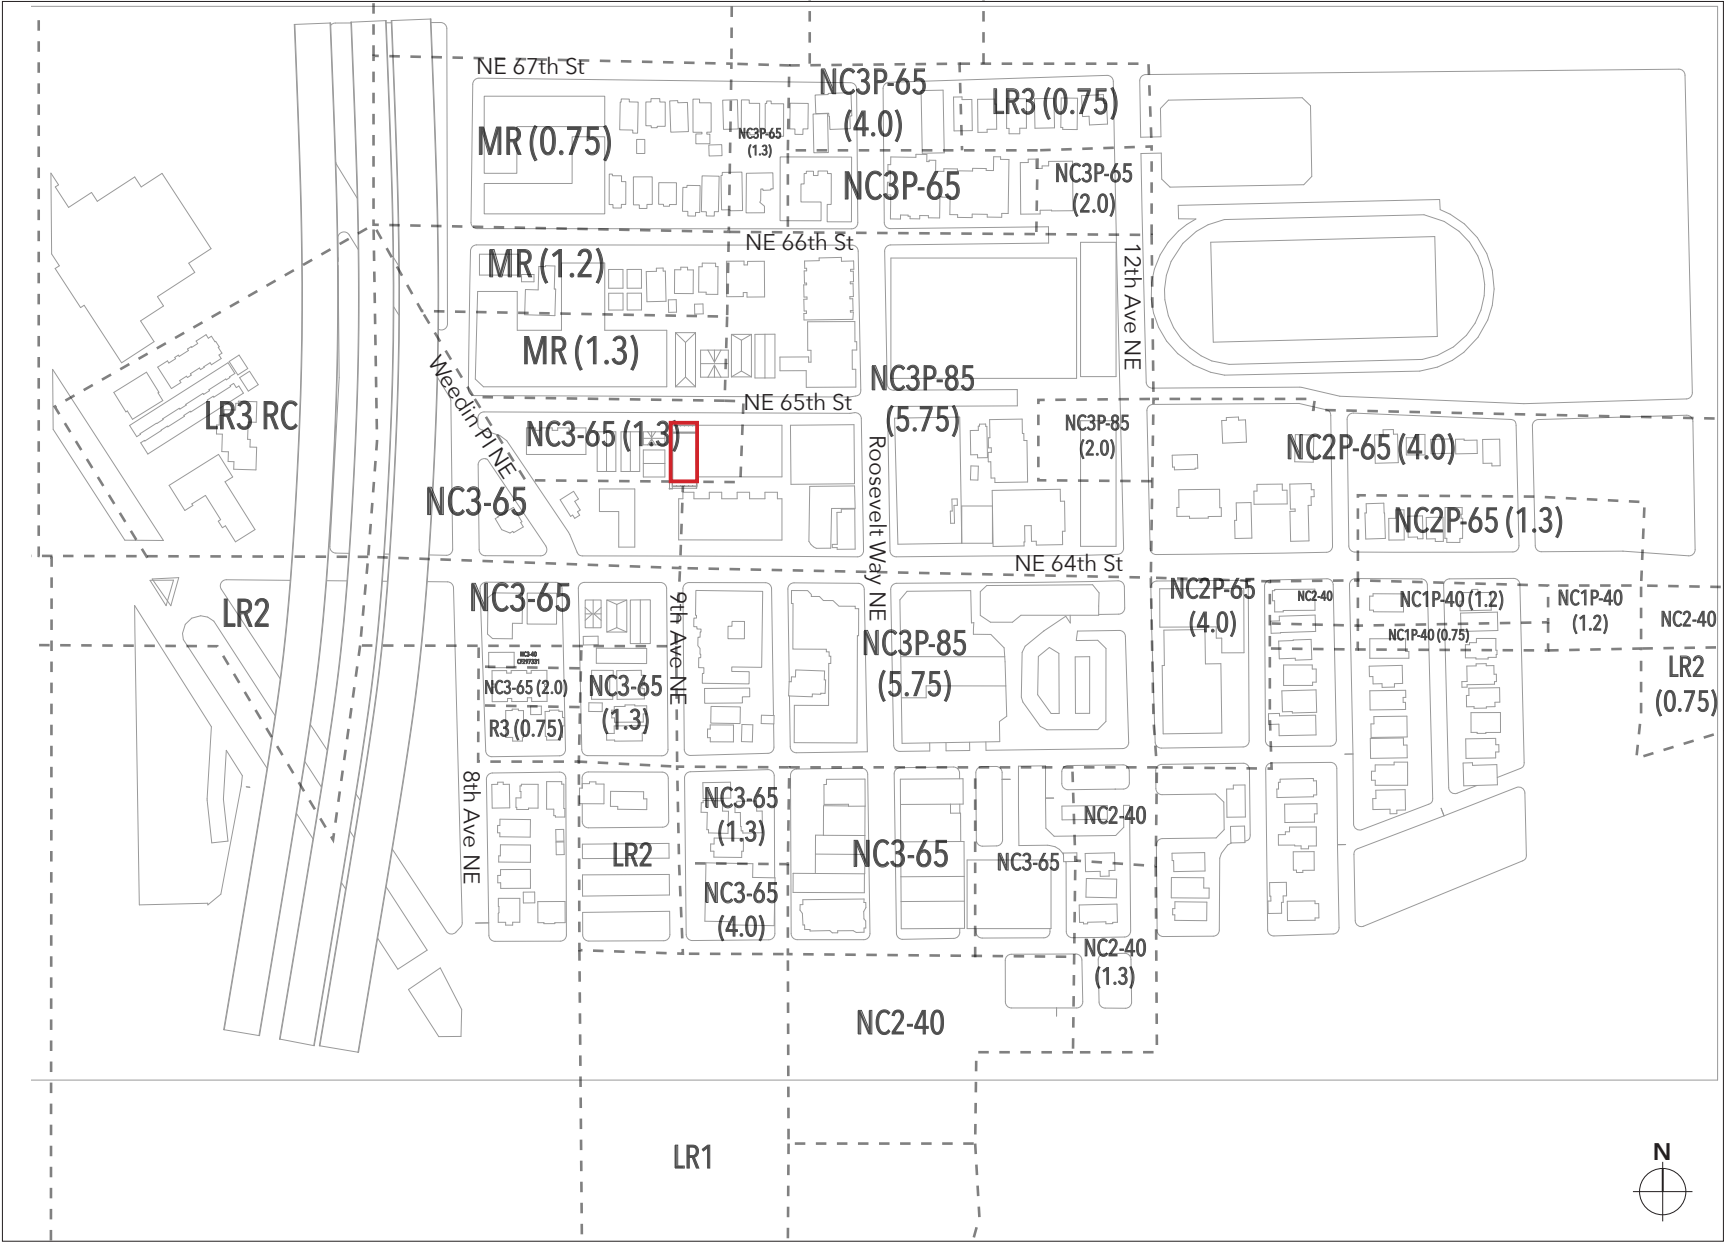 NE 67th St
NC3P-65
(4.0)
LR3 (0.75)
MR (0.75)
NC3P-65
(1.3)
NC3P-65
NC3P-65
(2.0)
NE 66th St
MR (1.2)
12th Ave NE
MR (1.3)
Weedin Pl NE
NC3P-85
(5.75)
NE 65th St
LR3 RC
NC3-65 (1.3)
NC3P-85
(2.0)
NC2P-65 (4.0)
Roosevelt Way NE
NC3-65
NC2P-65 (1.3)
NE 64th St
LR2
NC3-65
9th Ave NE
NC2P-65
(4.0)
NC2-40
NC1P-40 (1.2)
NC1P-40
(1.2)
NC2-40
NC1P-40 (0.75)
NC3P-85
(5.75)
NC3-40
LR2
(0.75)
NC3-65 (2.0)
NC3-65
(1.3)
R3 (0.75)
8th Ave NE
NC3-65
(1.3)
NC2-40
LR2
NC3-65
NC3-65
NC3-65
(4.0)
NC2-40
(1.3)
NC2-40
LR1
N